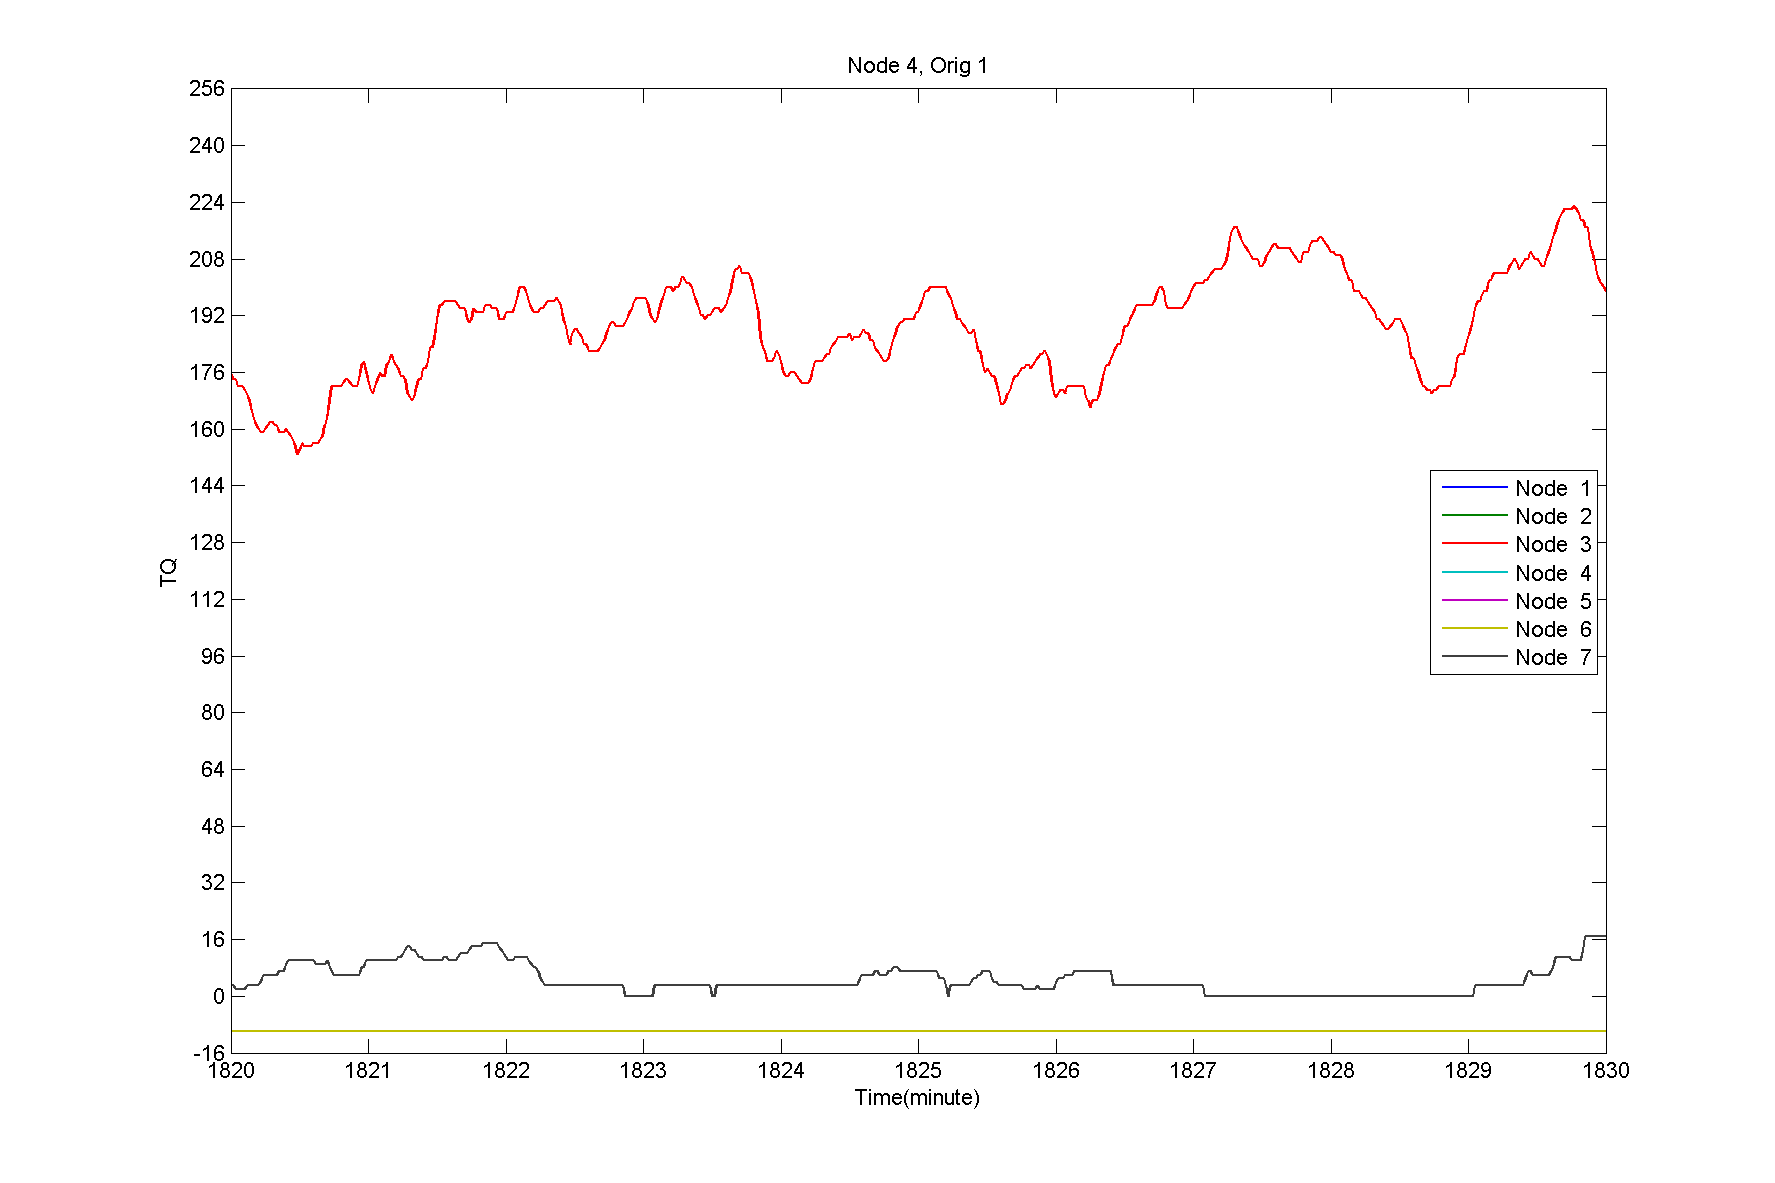 Node 4, Orig 1
256
240
224
208
192
176
160
144
128
112
96
80
64
48
32
16
0
-16
TQ
Node 1
Node 2
Node 3
Node 4
Node 5
Node 6
Node 7
1820 1821 1822 1823 1824 1825 1826 1827 1828 1829 1830
Time(minute)